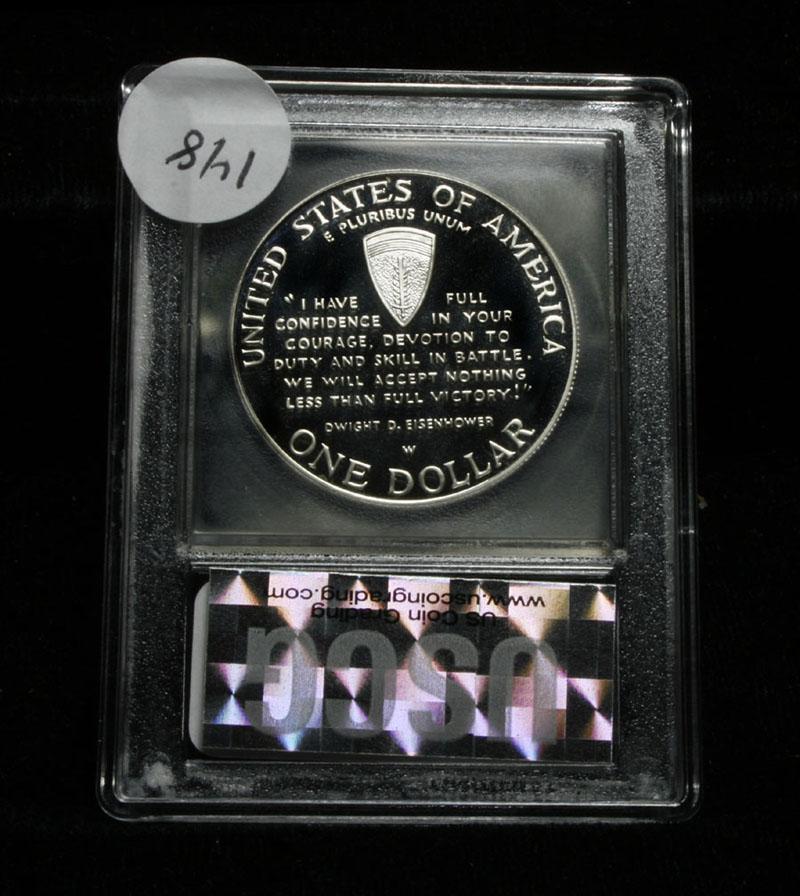 148
UNITED STATES OF AMERICA
E PLURIBUS UNUM
"I HAVE FULL
CONFIDENCE IN YOUR
COURAGE, DEVOTION TO
DUTY AND SKILL IN BATTLE.
WE WILL ACCEPT NOTHING
LESS THAN FULL VICTORY!"
DWIGHT D. EISENHOWER
W
ONE DOLLAR
USCG
US Coin Grading
www.uscoingrading.com